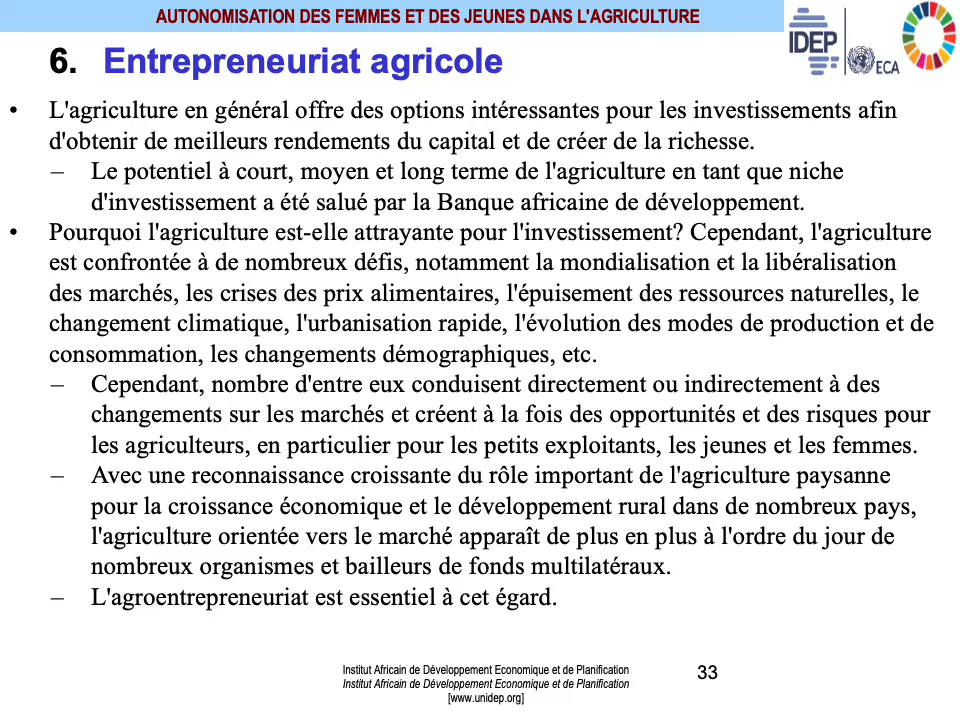 AUTONOMISATION DES FEMMES ET DES JEUNES DANS L'AGRICULTURE
IDEP
ECA
6. Entrepreneuriat agricole
• L'agriculture en général offre des options intéressantes pour les investissements afin
d'obtenir de meilleurs rendements du capital et de créer de la richesse.
– Le potentiel à court, moyen et long terme de l'agriculture en tant que niche
d'investissement a été salué par la Banque africaine de développement.
• Pourquoi l'agriculture est-elle attrayante pour l'investissement? Cependant, l'agriculture
est confrontée à de nombreux défis, notamment la mondialisation et la libéralisation
des marchés, les crises des prix alimentaires, l'épuisement des ressources naturelles, le
changement climatique, l'urbanisation rapide, l'évolution des modes de production et de
consommation, les changements démographiques, etc.
– Cependant, nombre d'entre eux conduisent directement ou indirectement à des
changements sur les marchés et créent à la fois des opportunités et des risques pour
les agriculteurs, en particulier pour les petits exploitants, les jeunes et les femmes.
– Avec une reconnaissance croissante du rôle important de l'agriculture paysanne
pour la croissance économique et le développement rural dans de nombreux pays,
l'agriculture orientée vers le marché apparaît de plus en plus à l'ordre du jour de
nombreux organismes et bailleurs de fonds multilatéraux.
– L'agroentrepreneuriat est essentiel à cet égard.
Institut Africain de Développement Economique et de Planification
Institut Africain de Développement Economique et de Planification
[www.unidep.org]
33